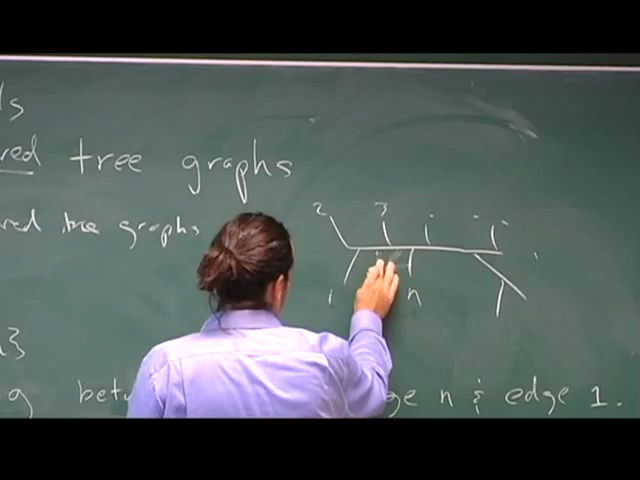 ds
red tree graphs
red tree graphs
2 3
1 n
n}
g betw ge n & edge 1.